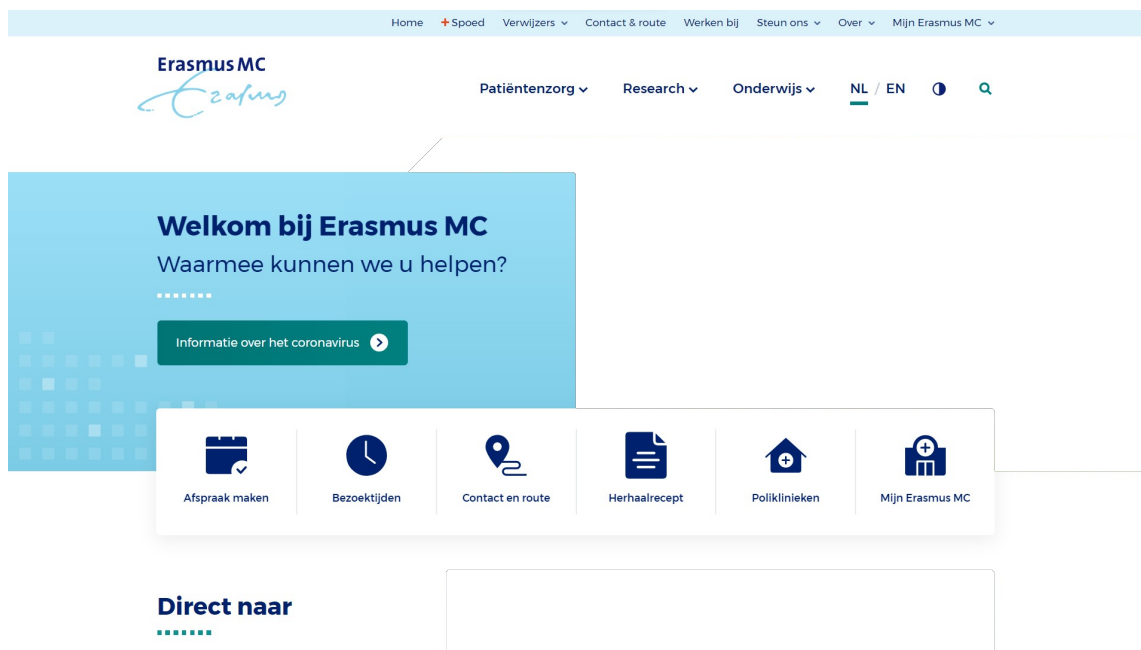 Home + Spoed Verwijzers Contact & route Werken bij Steun ons Over Mijn Erasmus MC
Erasmus MC
Erasmus
Patiëntenzorg Research Onderwijs NL / EN
Welkom bij Erasmus MC
Waarmee kunnen we u helpen?
Informatie over het coronavirus
Afspraak maken Bezoektijden Contact en route Herhaalrecept Poliklinieken Mijn Erasmus MC
Direct naar